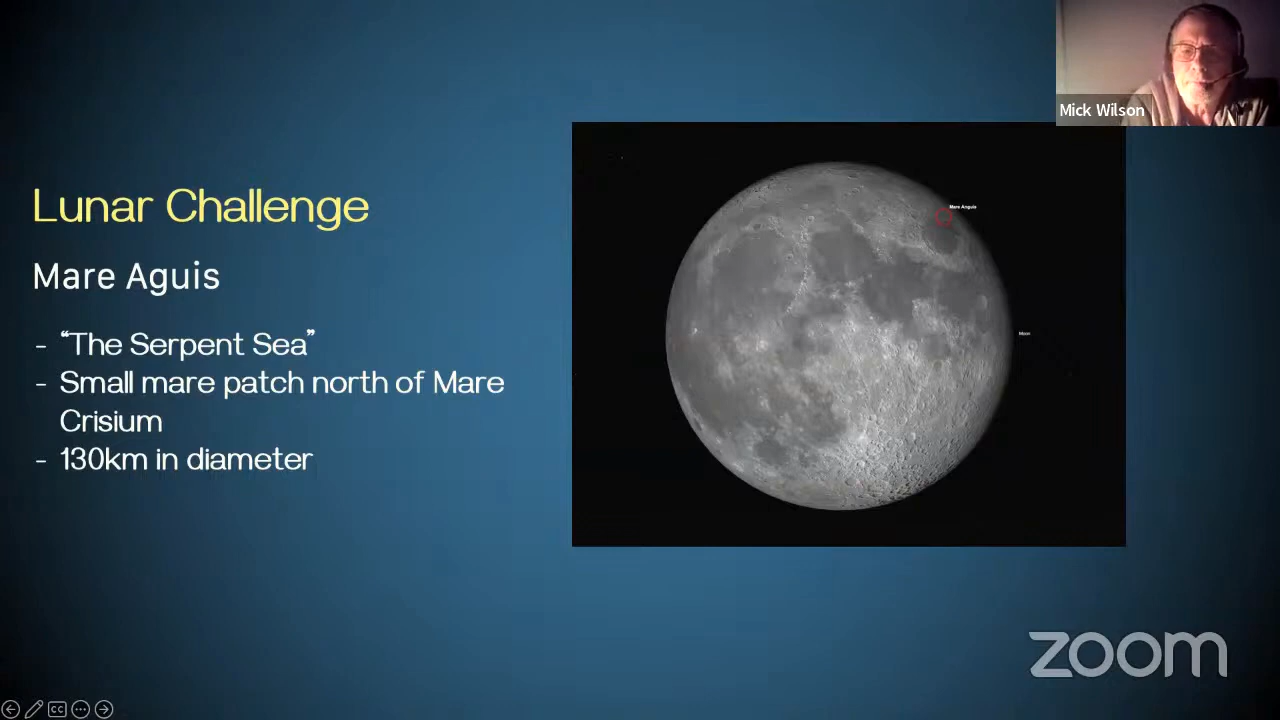 Mick Wilson
Lunar Challenge
Mare Aguis
- “The Serpent Sea”
- Small mare patch north of Mare
Crisium
- 130km in diameter
Mare Anguis
Moon
zoom
CC